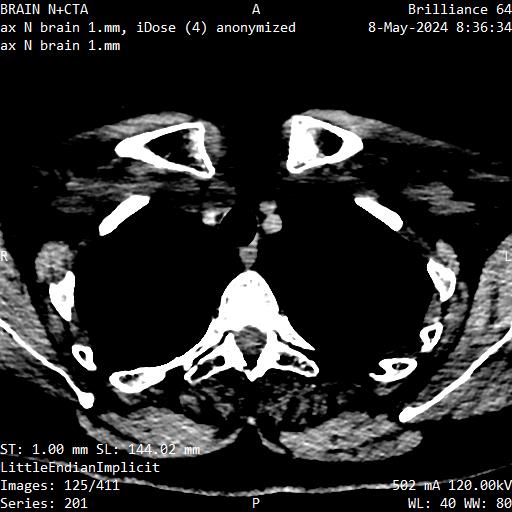 BRAIN N+CTA
A
Brilliance 64
ax N brain 1.mm, iDose (4) anonymized
8-May-2024 8:36:34
ax N brain 1.mm
R
L
ST: 1.00 mm SL: 144.02 mm
LittleEndianImplicit
Images: 125/411
502 mA 120.00kV
Series: 201
P
WL: 40 WW: 80